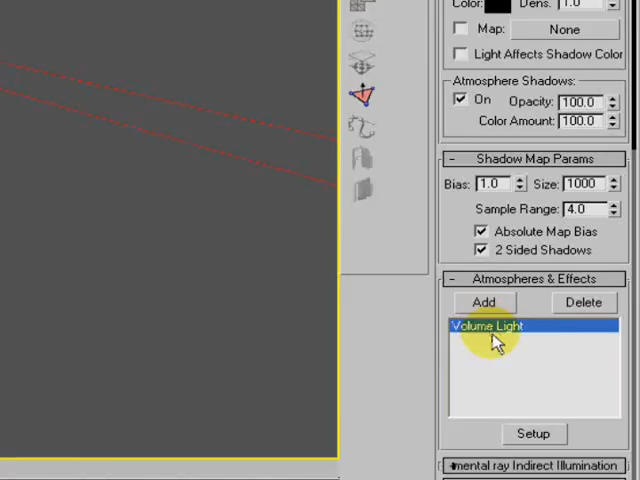 Color: Dens. 1.0
Map: None
Light Affects Shadow Color
Atmosphere Shadows:
On Opacity: 100.0
Color Amount: 100.0
- Shadow Map Params
Bias: 1.0 Size: 1000
Sample Range: 4.0
Absolute Map Bias
2 Sided Shadows
- Atmospheres & Effects
Add Delete
Volume Light
Setup
+ mental ray Indirect Illumination